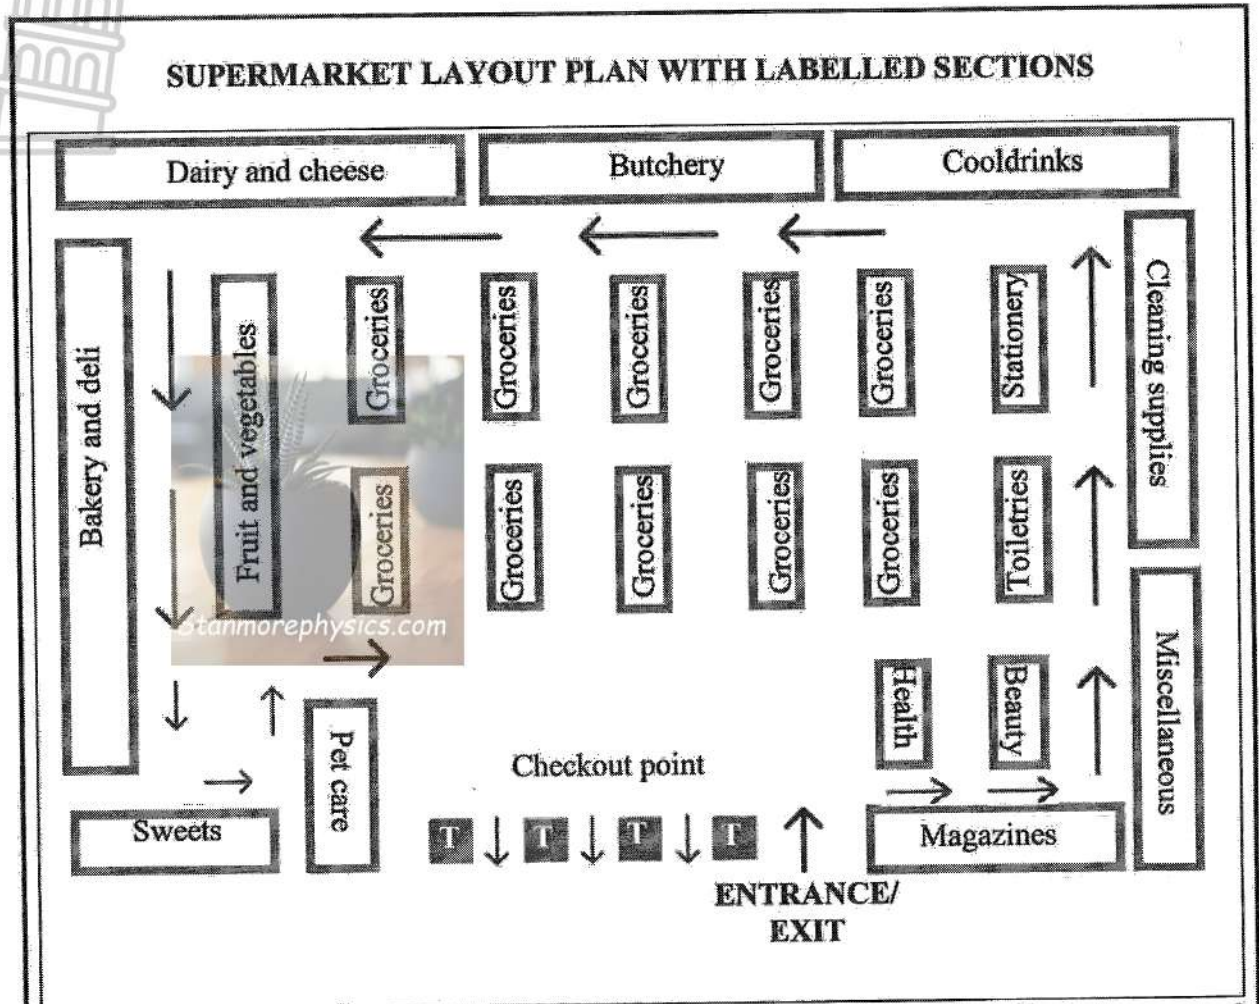 SUPERMARKET LAYOUT PLAN WITH LABELLED SECTIONS
Dairy and cheese
Butchery
Cooldrinks
Bakery and deli
Fruit and vegetables
Groceries
Groceries
Groceries
Groceries
Groceries
Stationery
Cleaning supplies
Groceries
Groceries
Groceries
Groceries
Groceries
Toiletries
Stanmorephysics.com
Miscellaneous
Health
Beauty
Pet care
Checkout point
Sweets
T
T
T
T
Magazines
ENTRANCE/
EXIT